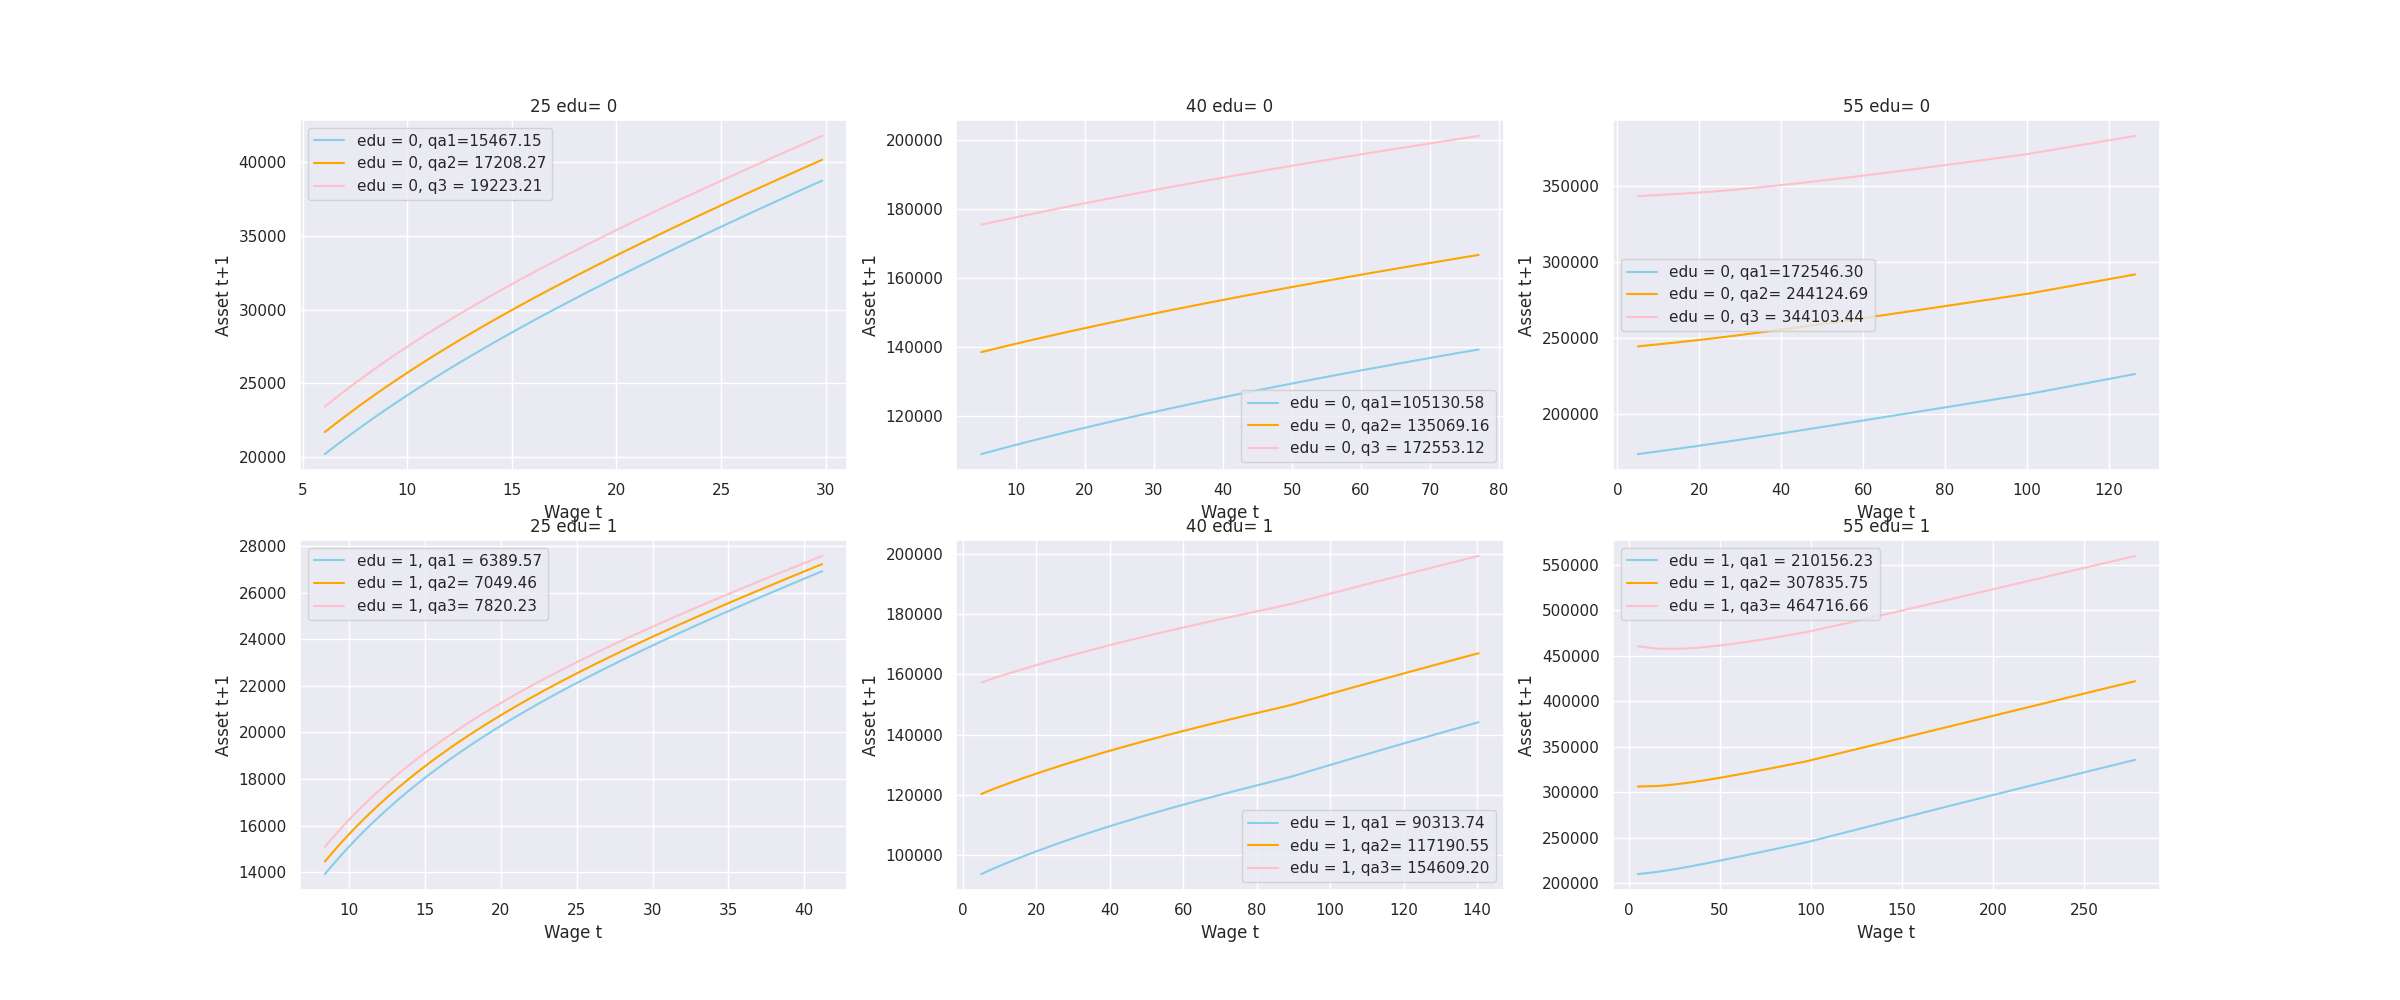 25 edu= 0
edu = 0, qa1=15467.15
edu = 0, qa2= 17208.27
edu = 0, q3 = 19223.21
40000
35000
30000
25000
20000
Asset t+1
5 10 15 20 25 30
Wage t
40 edu= 0
200000
180000
160000
140000
120000
Asset t+1
edu = 0, qa1=105130.58
edu = 0, qa2= 135069.16
edu = 0, q3 = 172553.12
10 20 30 40 50 60 70 80
Wage t
55 edu= 0
350000
300000
250000
200000
Asset t+1
edu = 0, qa1=172546.30
edu = 0, qa2= 244124.69
edu = 0, q3 = 344103.44
0 20 40 60 80 100 120
Wage t
25 edu= 1
edu = 1, qa1 = 6389.57
edu = 1, qa2= 7049.46
edu = 1, qa3= 7820.23
28000
26000
24000
22000
20000
18000
16000
14000
Asset t+1
10 15 20 25 30 35 40
Wage t
40 edu= 1
200000
180000
160000
140000
120000
100000
Asset t+1
edu = 1, qa1 = 90313.74
edu = 1, qa2= 117190.55
edu = 1, qa3= 154609.20
0 20 40 60 80 100 120 140
Wage t
55 edu= 1
edu = 1, qa1 = 210156.23
edu = 1, qa2= 307835.75
edu = 1, qa3= 464716.66
550000
500000
450000
400000
350000
300000
250000
200000
Asset t+1
0 50 100 150 200 250
Wage t